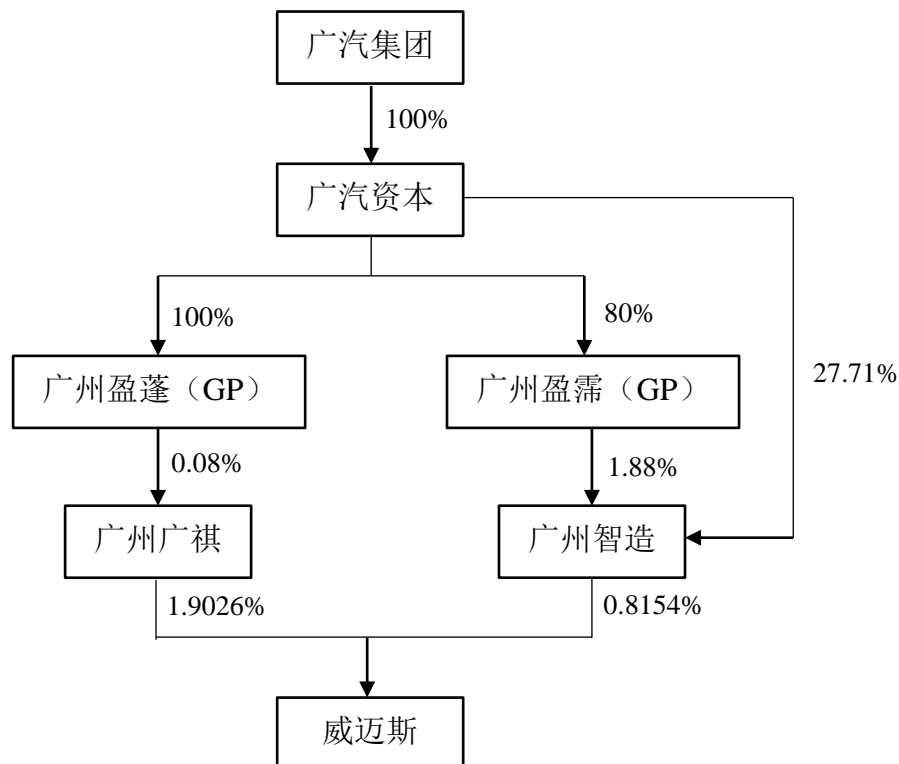 广汽集团
100%
广汽资本
100%
80%
27.71%
广州盈蓬（GP）
广州盈霈（GP）
0.08%
1.88%
广州广祺
广州智造
1.9026%
0.8154%
威迈斯